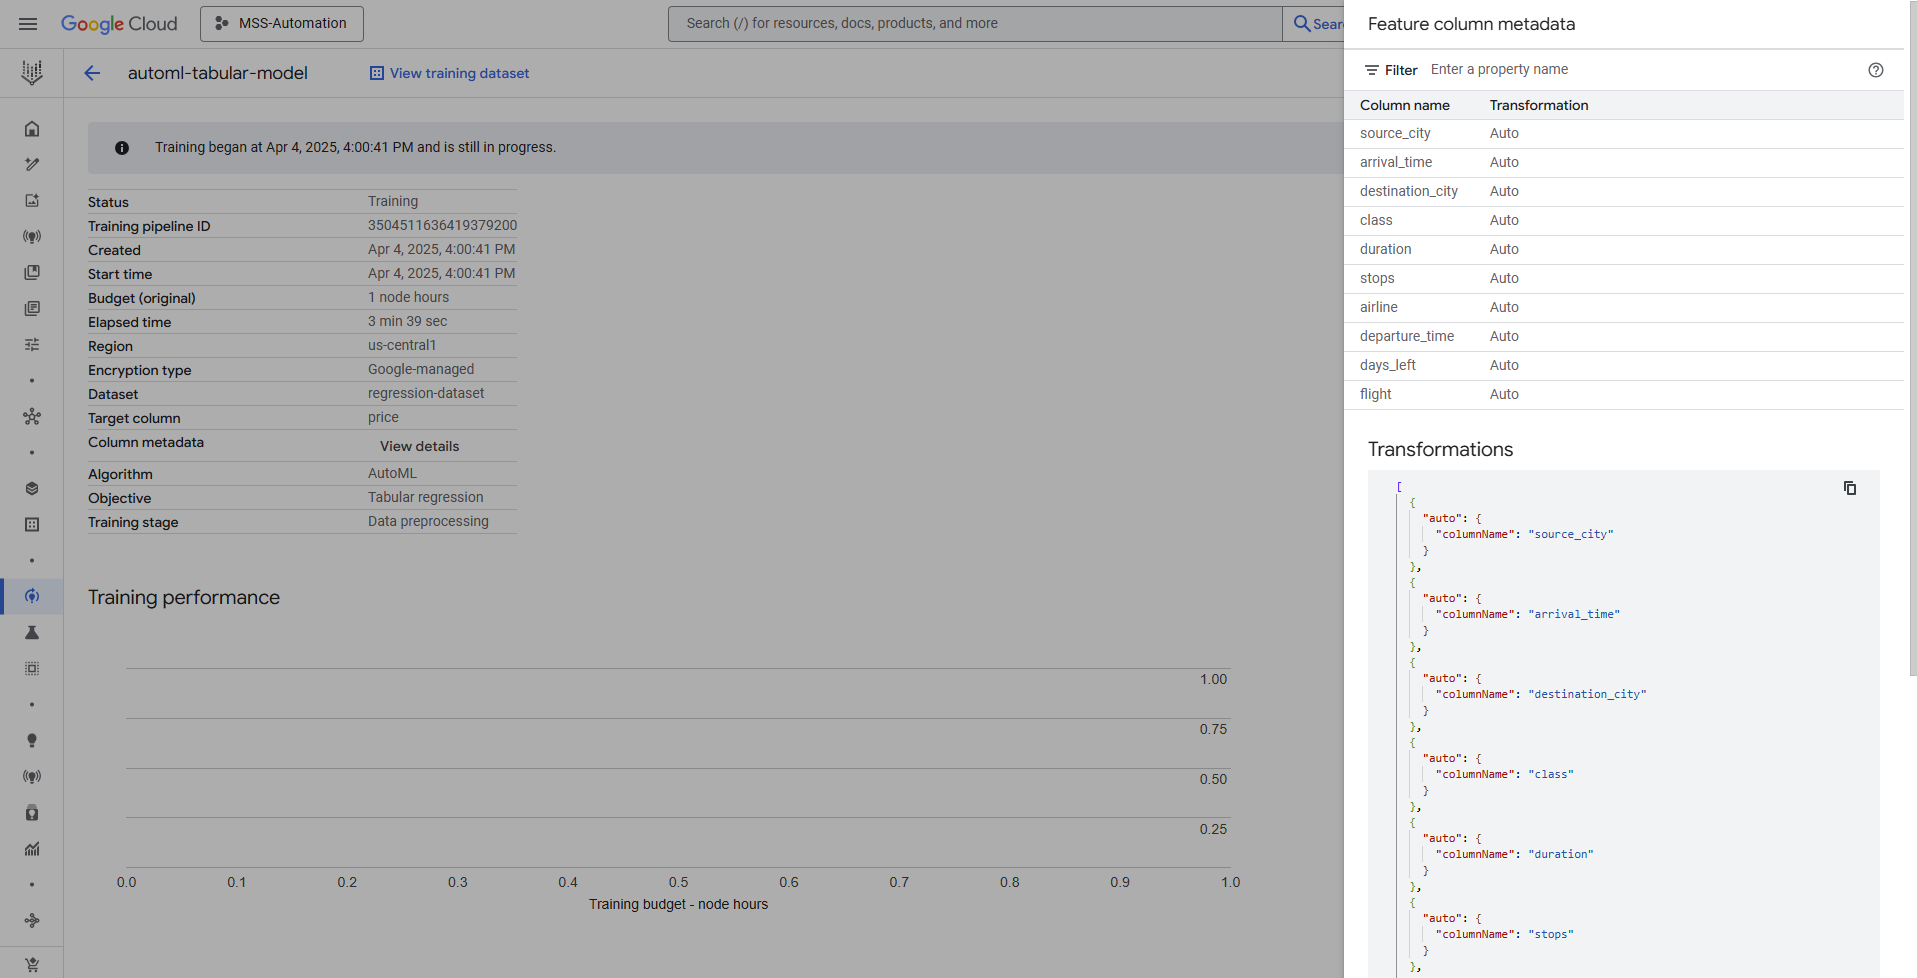 Google Cloud
MSS-Automation
Search (/) for resources, docs, products, and more
Sear
automl-tabular-model
View training dataset
Training began at Apr 4, 2025, 4:00:41 PM and is still in progress.
Status Training
Training pipeline ID 3504511636419379200
Created Apr 4, 2025, 4:00:41 PM
Start time Apr 4, 2025, 4:00:41 PM
Budget (original) 1 node hours
Elapsed time 3 min 39 sec
Region us-central1
Encryption type Google-managed
Dataset regression-dataset
Target column price
Column metadata View details
Algorithm AutoML
Objective Tabular regression
Training stage Data preprocessing
Training performance
1.00
0.75
0.50
0.25
0.0 0.1 0.2 0.3 0.4 0.5 0.6 0.7 0.8 0.9 1.0
Training budget - node hours
Feature column metadata
Filter Enter a property name
Column name Transformation
source_city Auto
arrival_time Auto
destination_city Auto
class Auto
duration Auto
stops Auto
airline Auto
departure_time Auto
days_left Auto
flight Auto
Transformations
[
{
"auto": {
"columnName": "source_city"
}
},
{
"auto": {
"columnName": "arrival_time"
}
},
{
"auto": {
"columnName": "destination_city"
}
},
{
"auto": {
"columnName": "class"
}
},
{
"auto": {
"columnName": "duration"
}
},
{
"auto": {
"columnName": "stops"
}
},